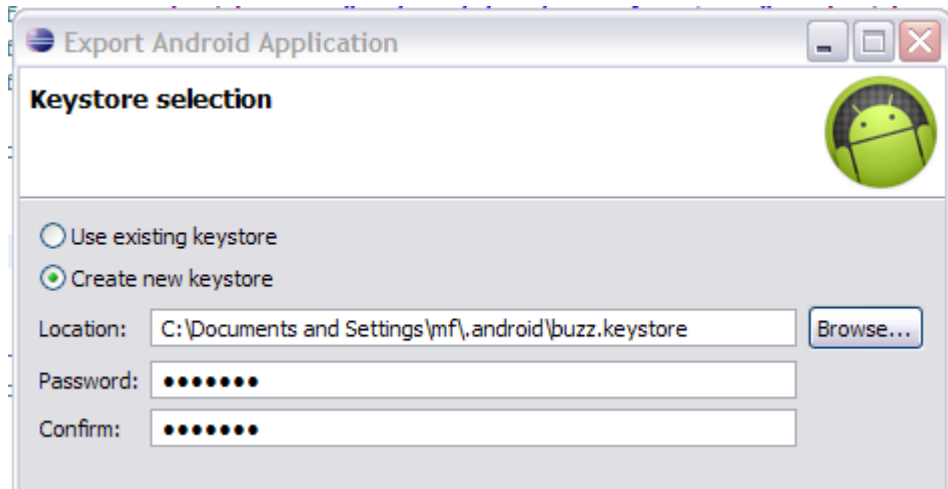 Export Android Application
Keystore selection
Use existing keystore
Create new keystore
Location: C:\Documents and Settings\mf\.android\buzz.keystore Browse...
Password: •••••••
Confirm: •••••••